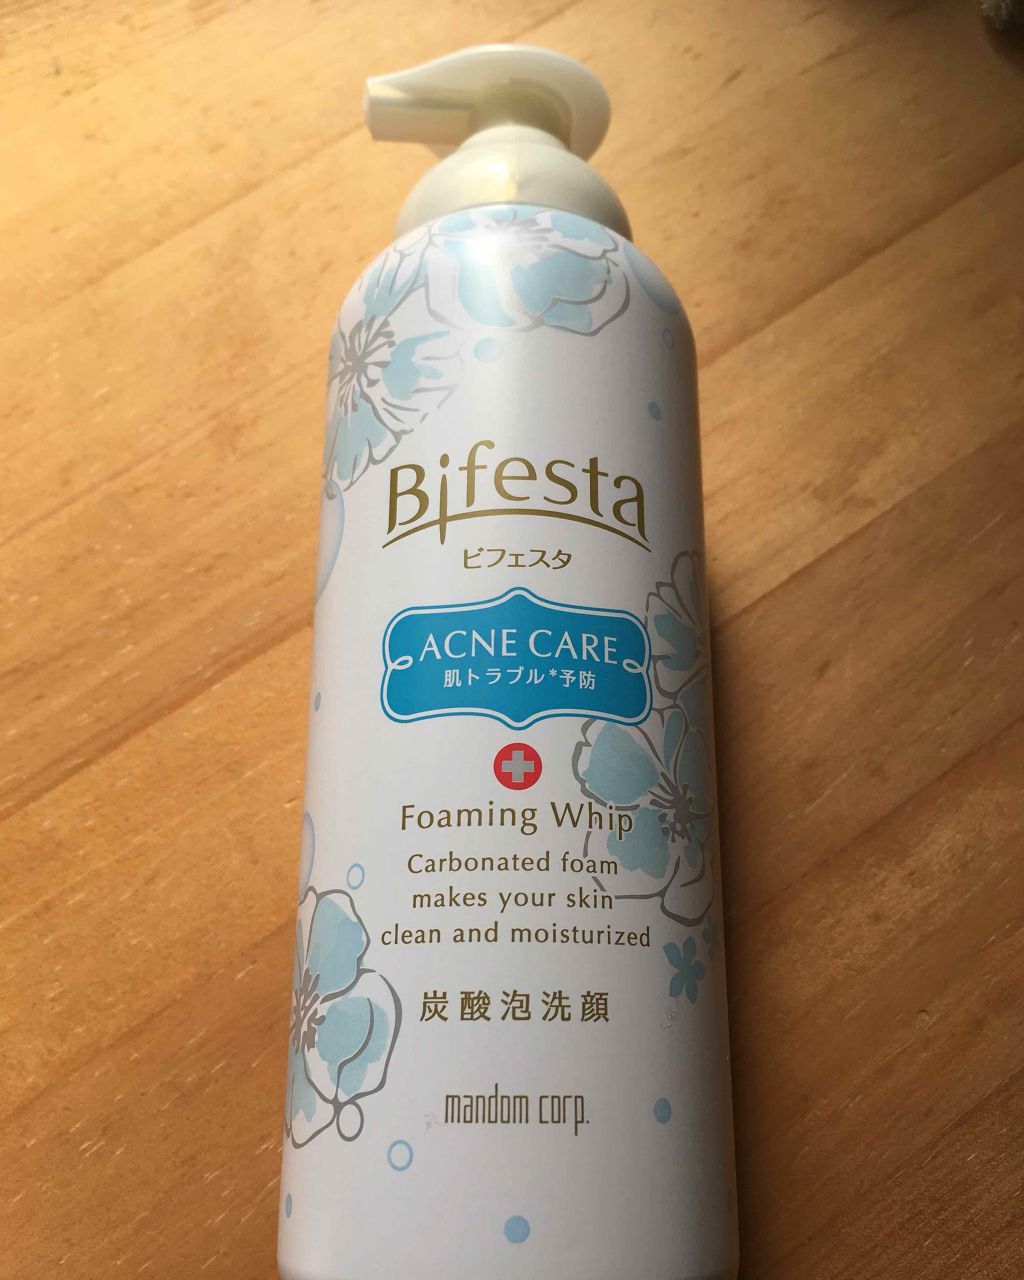 Bifesta
ビフェスタ
ACNE CARE
肌トラブル*予防
Foaming Whip
Carbonated foam
makes your skin
clean and moisturized
炭酸泡洗顔
mandom corp.